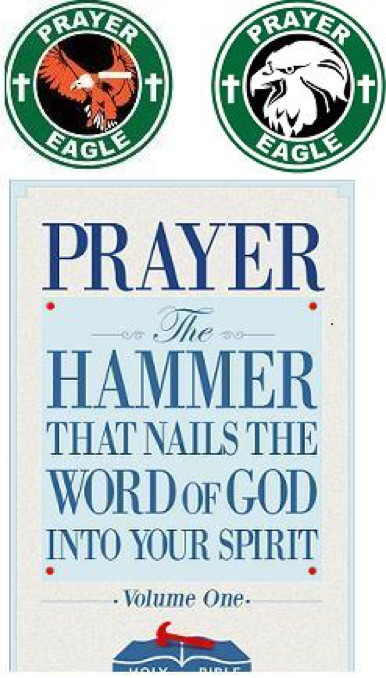 PRAYER
EAGLE
PRAYER
EAGLE
PRAYER
The
HAMMER
THAT NAILS THE
WORD OF GOD
INTO YOUR SPIRIT
Volume One
HOLY BIBLE